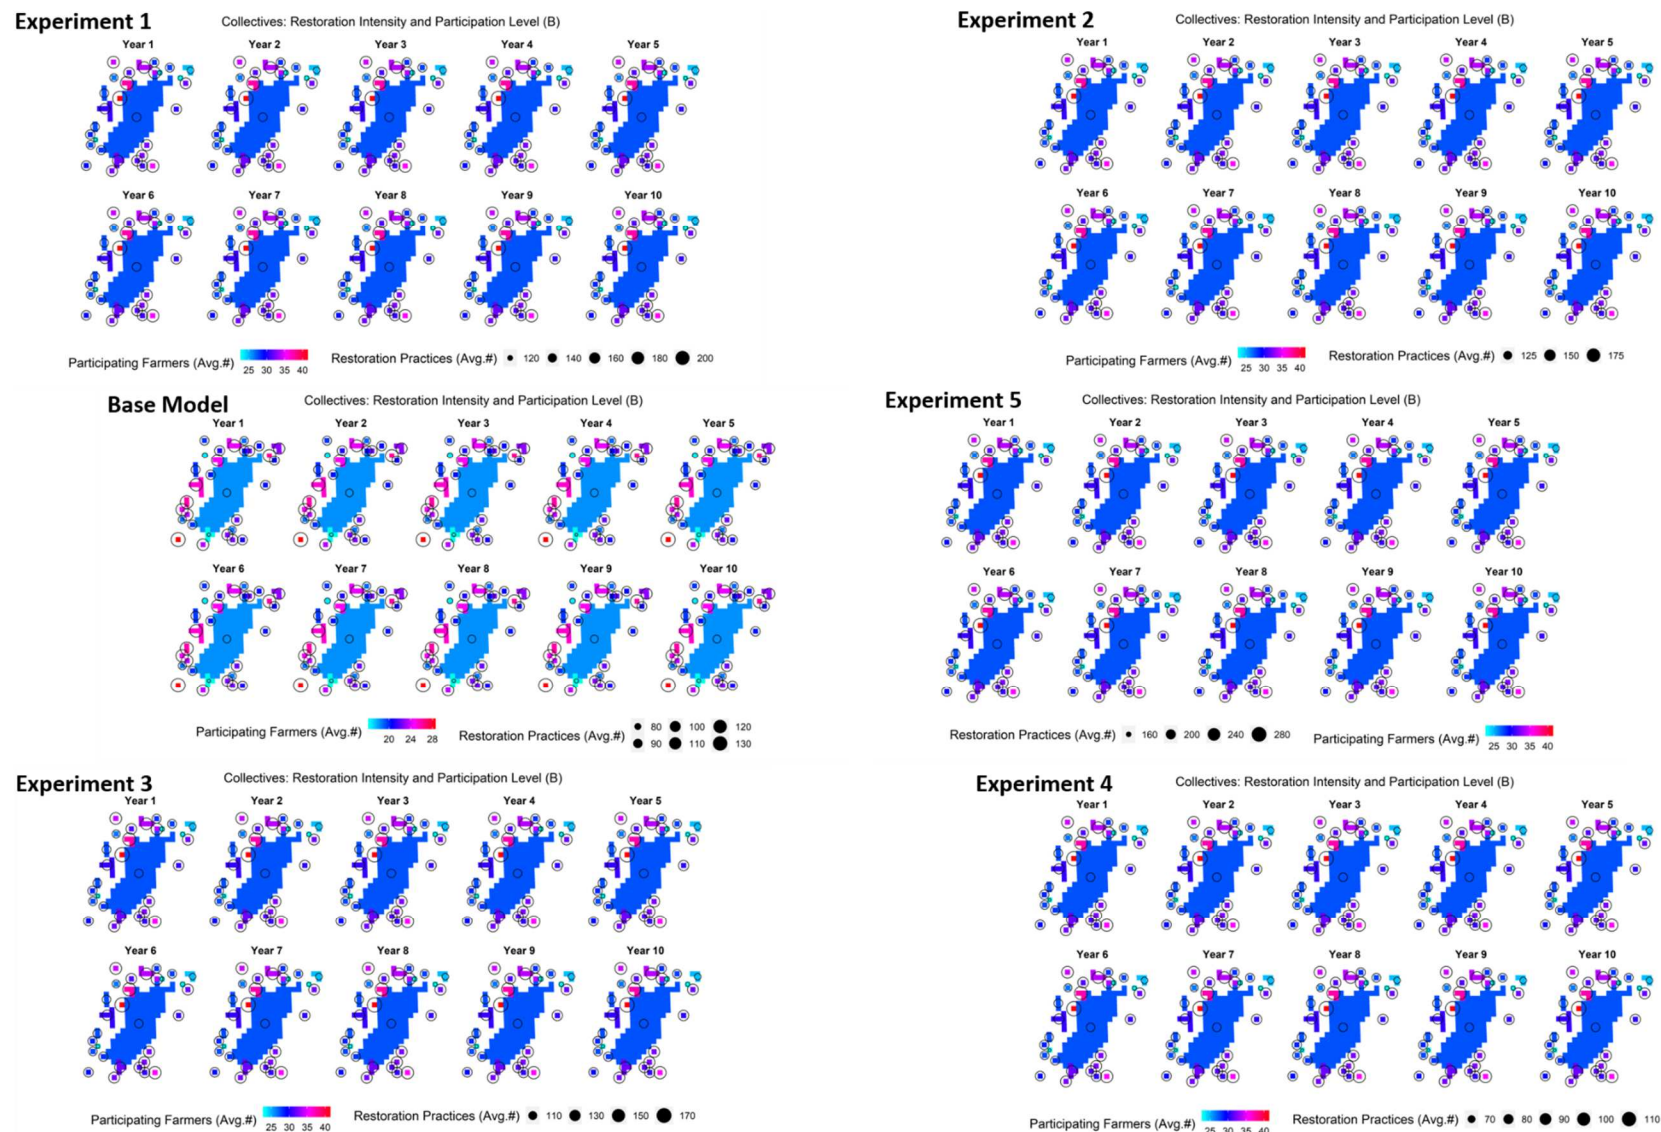 Experiment 1
Collectives: Restoration Intensity and Participation Level (B)
Year 1 Year 2 Year 3 Year 4 Year 5
Year 6 Year 7 Year 8 Year 9 Year 10
Participating Farmers (Avg.#) 25 30 35 40 Restoration Practices (Avg.#) 120 140 160 180 200
Experiment 2
Collectives: Restoration Intensity and Participation Level (B)
Year 1 Year 2 Year 3 Year 4 Year 5
Year 6 Year 7 Year 8 Year 9 Year 10
Participating Farmers (Avg.#) 25 30 35 40 Restoration Practices (Avg.#) 125 150 175
Base Model
Collectives: Restoration Intensity and Participation Level (B)
Year 1 Year 2 Year 3 Year 4 Year 5
Year 6 Year 7 Year 8 Year 9 Year 10
Participating Farmers (Avg.#) 20 24 28 Restoration Practices (Avg.#) 80 100 120
90 110 130
Experiment 5
Collectives: Restoration Intensity and Participation Level (B)
Year 1 Year 2 Year 3 Year 4 Year 5
Year 6 Year 7 Year 8 Year 9 Year 10
Restoration Practices (Avg.#) 160 200 240 280 Participating Farmers (Avg.#) 25 30 35 40
Experiment 3
Collectives: Restoration Intensity and Participation Level (B)
Year 1 Year 2 Year 3 Year 4 Year 5
Year 6 Year 7 Year 8 Year 9 Year 10
Participating Farmers (Avg.#) 25 30 35 40 Restoration Practices (Avg.#) 110 130 150 170
Experiment 4
Collectives: Restoration Intensity and Participation Level (B)
Year 1 Year 2 Year 3 Year 4 Year 5
Year 6 Year 7 Year 8 Year 9 Year 10
Participating Farmers (Avg.#) 25 30 35 40 Restoration Practices (Avg.#) 70 80 90 100 110